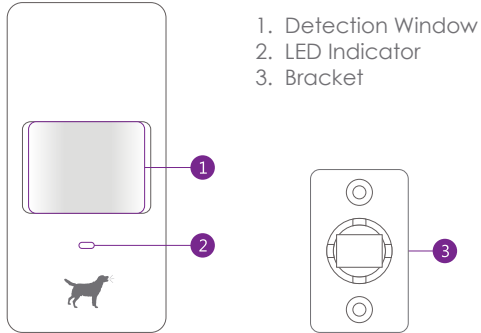 1. Detection Window
2. LED Indicator
3. Bracket
1
2
3